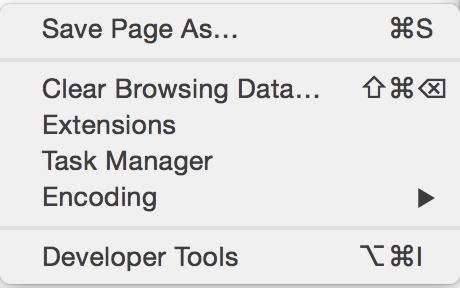 Save Page As... ⌘S
Clear Browsing Data... ⇧⌘⌫
Extensions
Task Manager
Encoding ▶
Developer Tools ⌥⌘I